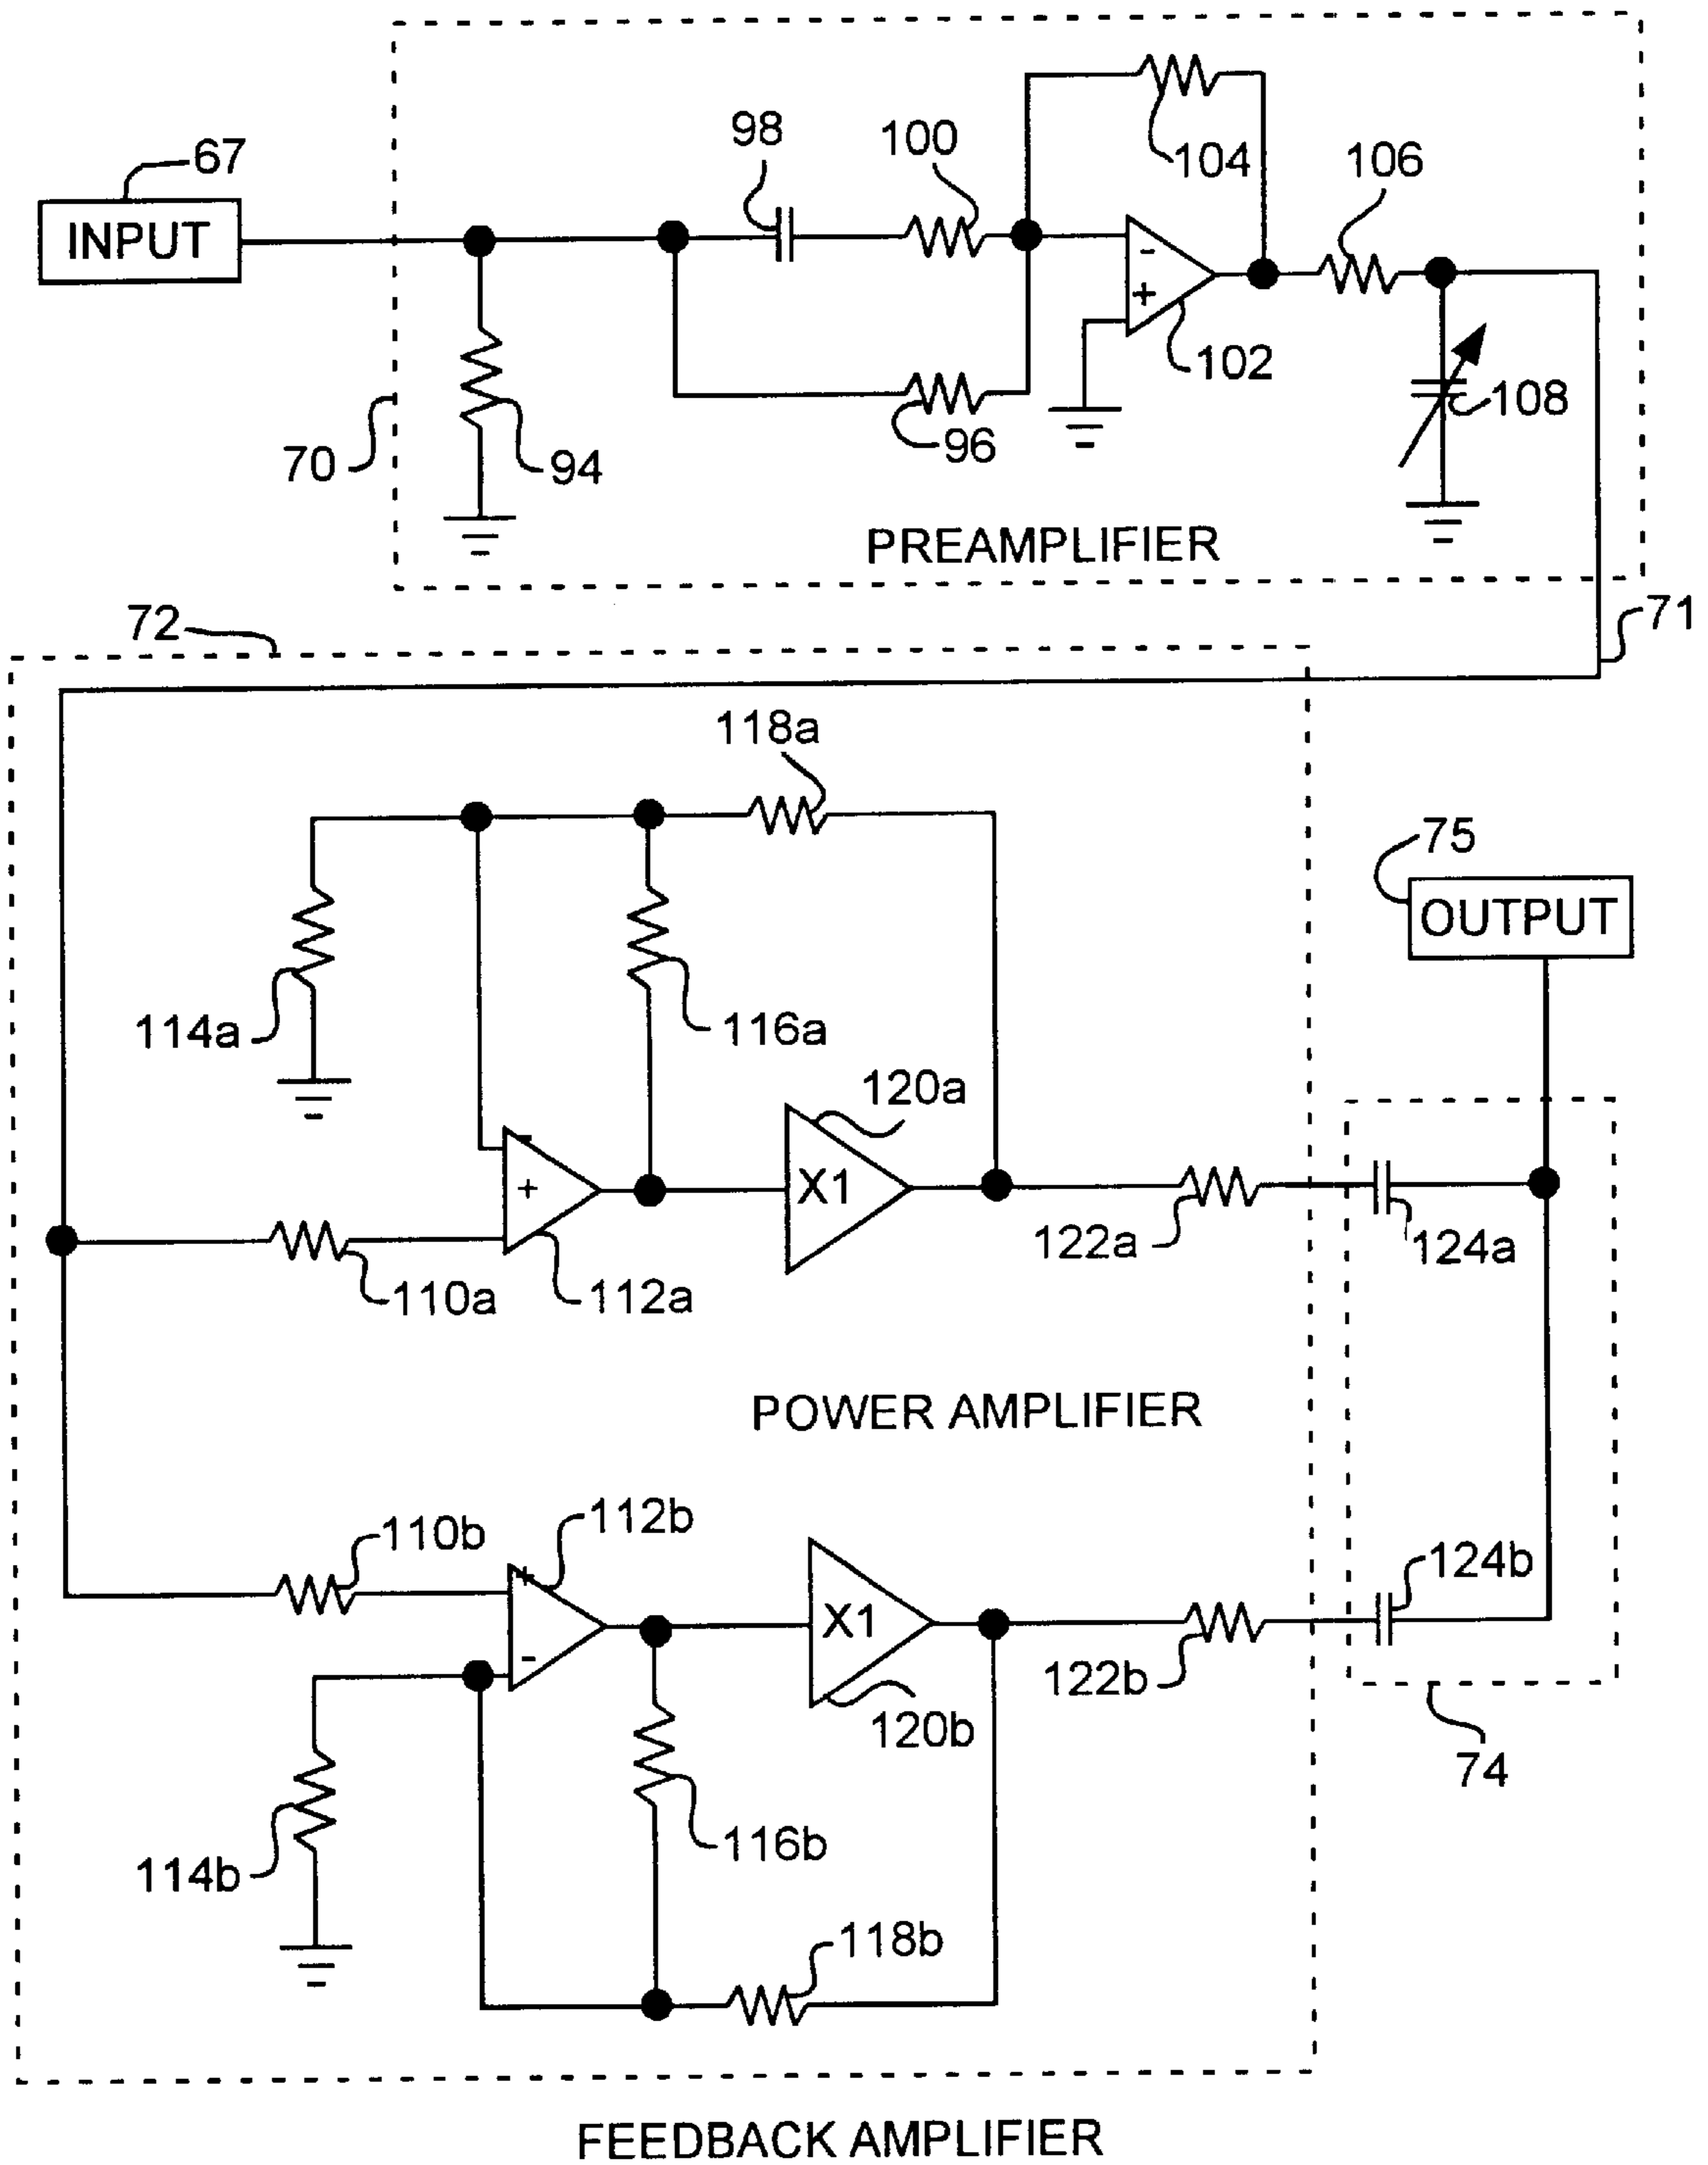 67
INPUT
98
100
104
106
-
+
102
108
96
94
70
PREAMPLIFIER
71
72
118a
75
OUTPUT
114a
116a
120a
-
+
X1
122a
124a
110a
112a
POWER AMPLIFIER
110b
112b
124b
+
-
X1
122b
120b
74
116b
114b
118b
FEEDBACK AMPLIFIER